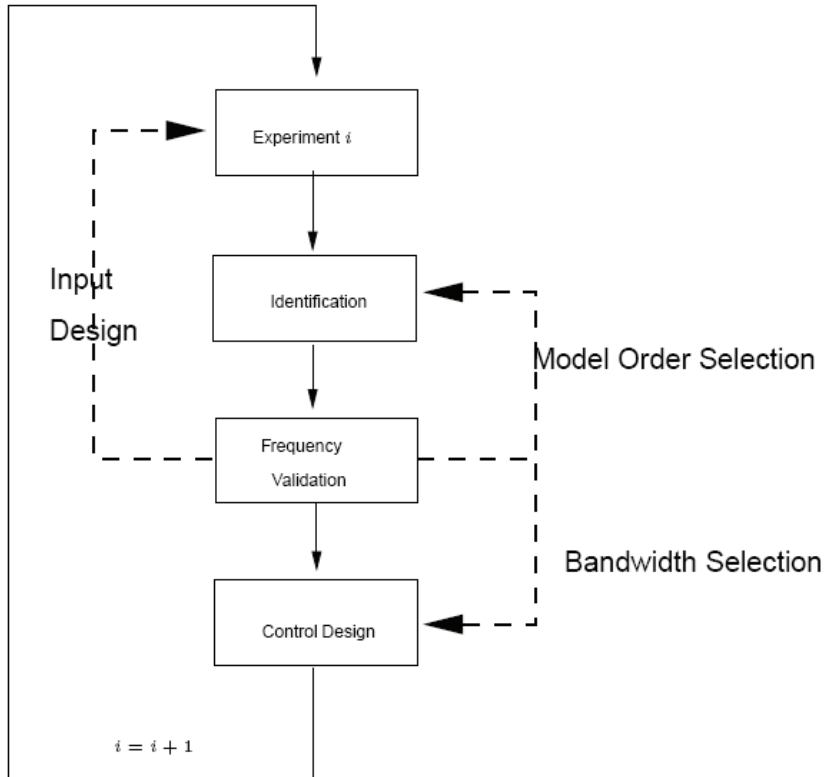 Experiment i
Input
Design
Identification
Model Order Selection
Frequency
Validation
Bandwidth Selection
Control Design
i = i + 1